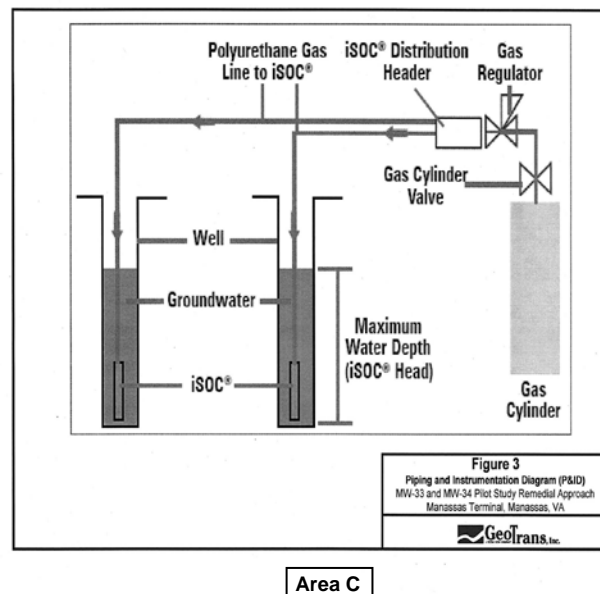 Polyurethane Gas
Line to iSOC®
iSOC® Distribution
Header
Gas
Regulator
Gas Cylinder
Valve
Well
Groundwater
Maximum
Water Depth
(iSOC® Head)
iSOC®
Gas
Cylinder
Figure 3
Piping and Instrumentation Diagram (P&ID)
MW-33 and MW-34 Pilot Study Remedial Approach
Manassas Terminal, Manassas, VA
GeoTrans, Inc.
Area C